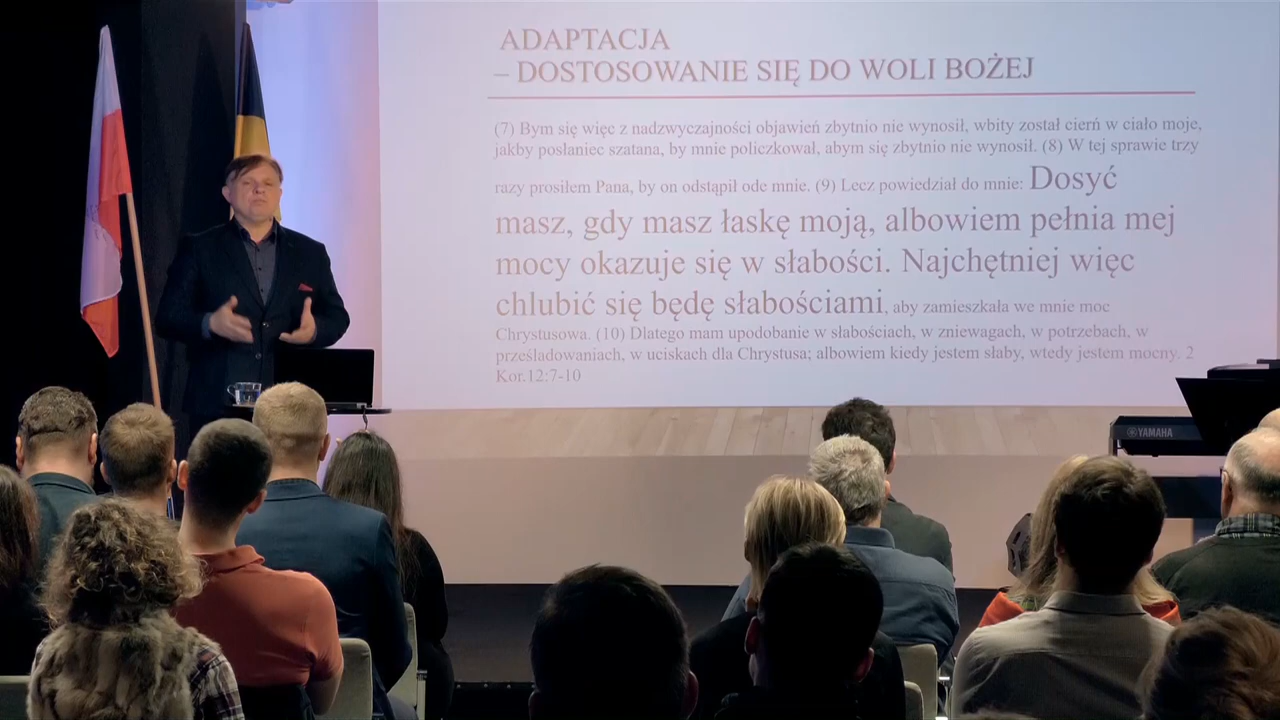 ADAPTACJA
– DOSTOSOWANIE SIĘ DO WOLI BOŻEJ
(7) Bym się więc z nadzwyczajności objawień zbytnio nie wynosił, wbity został cierń w ciało moje,
jakby posłaniec szatana, by mnie policzkował, abym się zbytnio nie wynosił. (8) W tej sprawie trzy
razy prosiłem Pana, by on odstąpił ode mnie. (9) Lecz powiedział do mnie: Dosyć
masz, gdy masz łaskę moją, albowiem pełnia mej
mocy okazuje się w słabości. Najchętniej więc
chlubić się będę słabościami, aby zamieszkała we mnie moc
Chrystusowa. (10) Dlatego mam upodobanie w słabościach, w zniewagach, w potrzebach, w
prześladowaniach, w uciskach dla Chrystusa; albowiem kiedy jestem słaby, wtedy jestem mocny. 2
Kor.12:7-10
YAMAHA